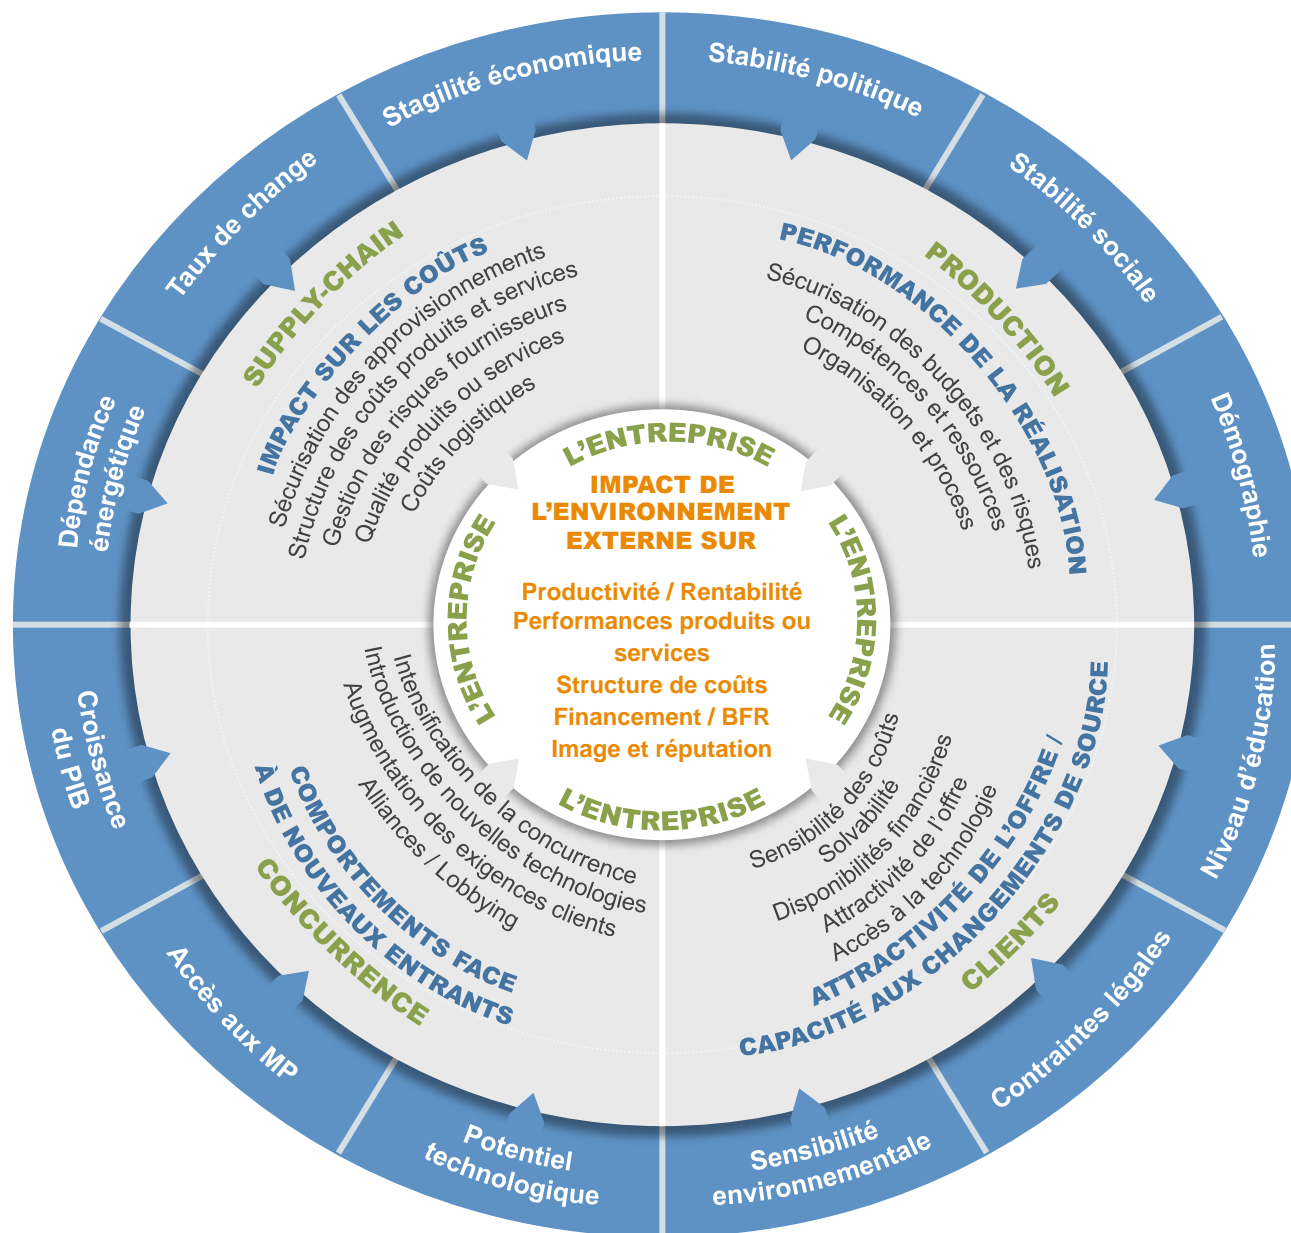 Stagilité économique
Stabilité politique
Stabilité sociale
Démographie
Niveau d'éducation
Contraintes légales
Sensibilité
environnementale
Potentiel
technologique
Accès aux MP
Croissance
du PIB
Dépendance
énergétique
Taux de change
SUPPLY-CHAIN
IMPACT SUR LES COÛTS
Sécurisation des approvisionnements
Structure des coûts produits et services
Gestion des risques fournisseurs
Qualité produits ou services
Coûts logistiques
PRODUCTION
PERFORMANCE DE LA RÉALISATION
Sécurisation des budgets et des risques
Compétences et ressources
Organisation et process
L'ENTREPRISE
L'ENTREPRISE
L'ENTREPRISE
L'ENTREPRISE
IMPACT DE
L'ENVIRONNEMENT
EXTERNE SUR
Productivité / Rentabilité
Performances produits ou
services
Structure de coûts
Financement / BFR
Image et réputation
Intensification de la concurrence
Introduction de nouvelles technologies
Augmentation des exigences clients
Alliances / Lobbying
COMPORTEMENTS FACE
À DE NOUVEAUX ENTRANTS
CONCURRENCE
Sensibilité des coûts
Solvabilité
Disponibilités financières
Attractivité de l'offre
Accès à la technologie
ATTRACTIVITÉ DE L'OFFRE /
CAPACITÉ AUX CHANGEMENTS DE SOURCE
CLIENTS